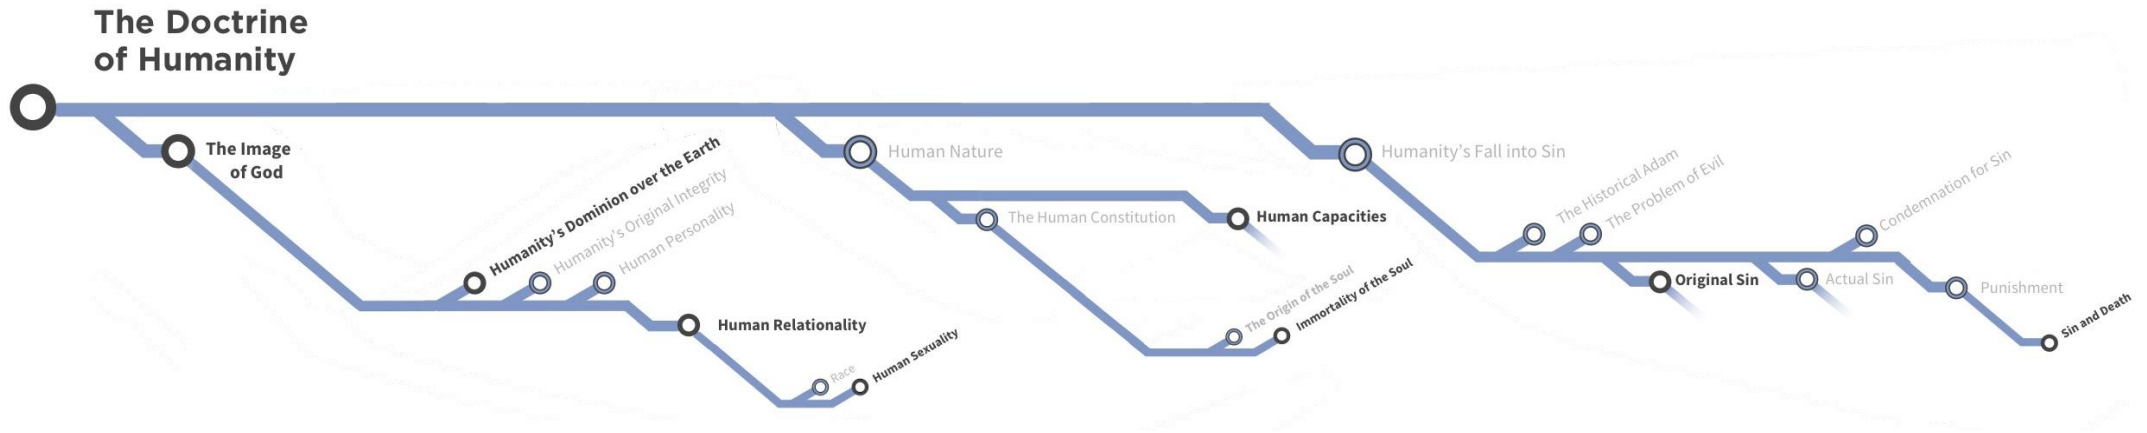 The Doctrine
of Humanity
The Image
of God
Humanity's Dominion over the Earth
Humanity's Original Integrity
Human Personality
Human Relationality
Race
Human Sexuality
Human Nature
The Human Constitution
Human Capacities
The Origin of the Soul
Immortality of the Soul
Humanity's Fall into Sin
The Historical Adam
The Problem of Evil
Original Sin
Actual Sin
Condemnation for Sin
Punishment
Sin and Death